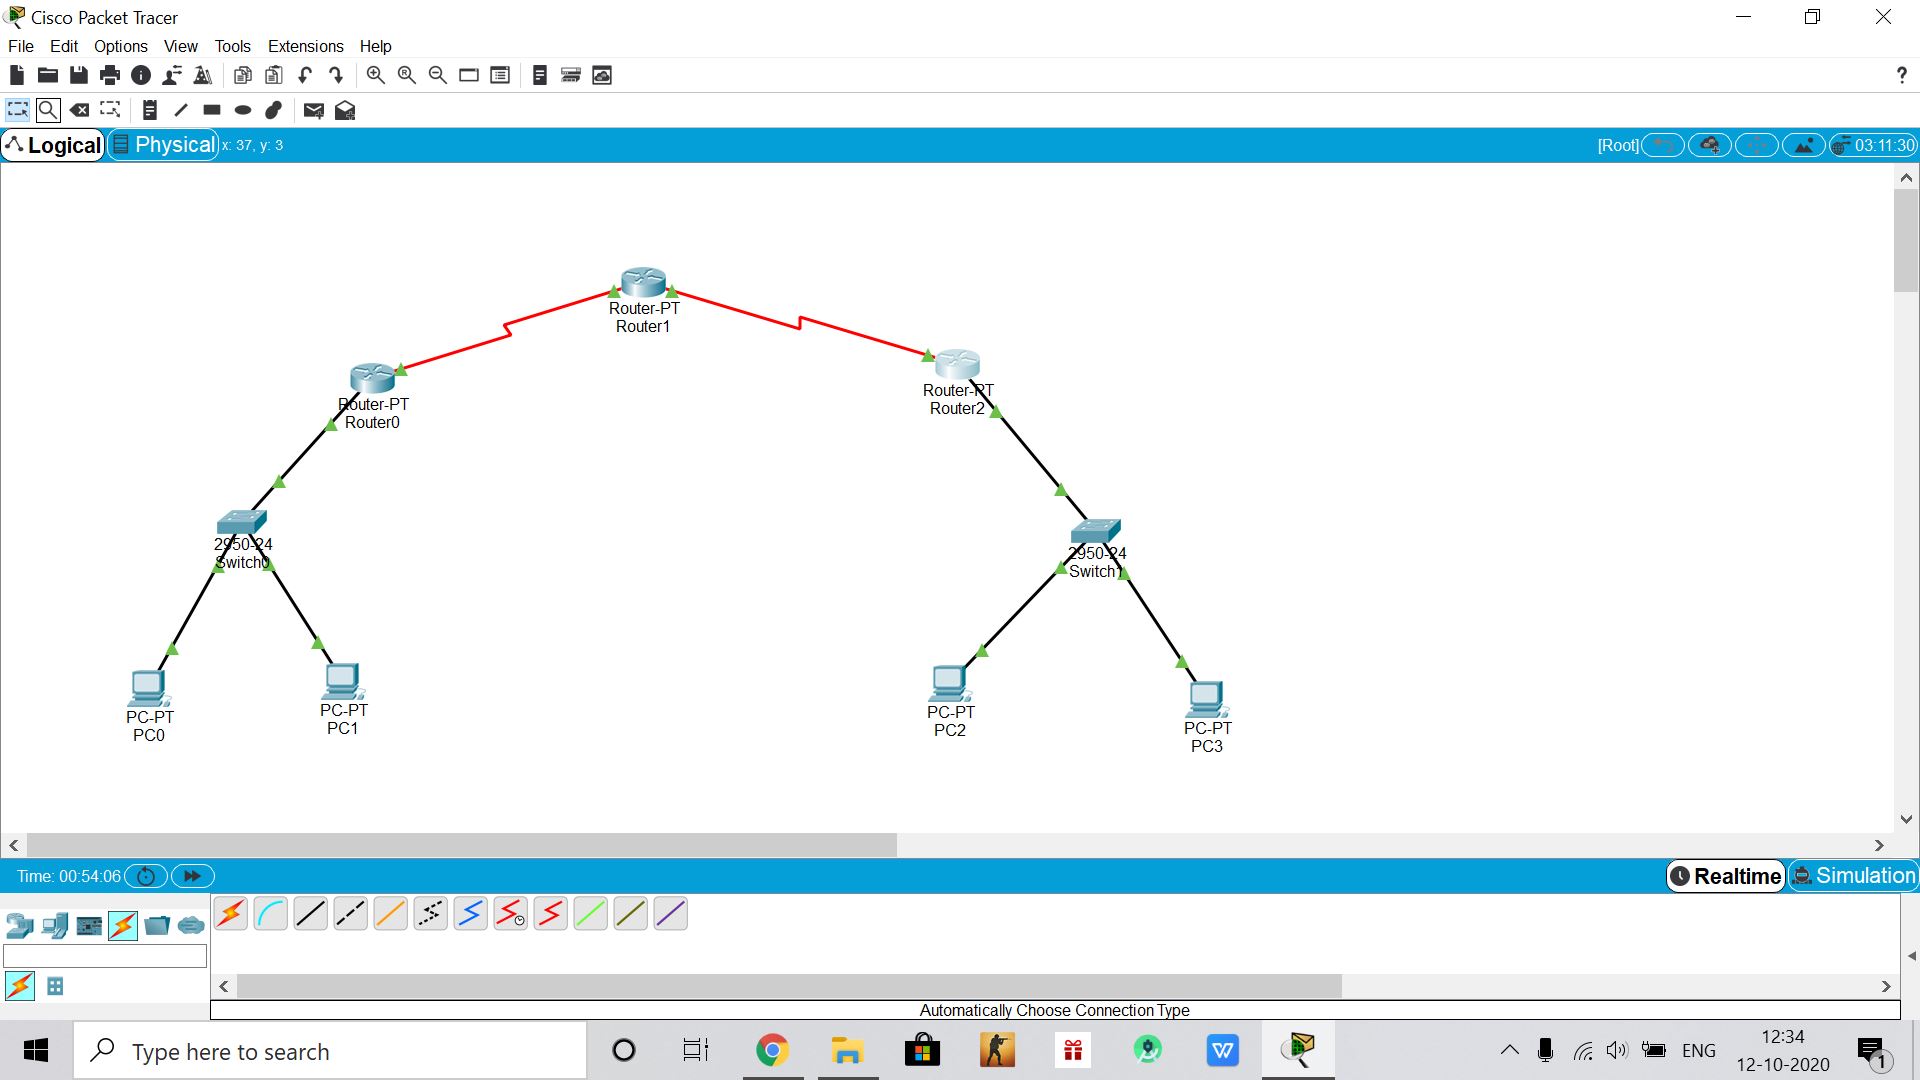 Cisco Packet Tracer
File Edit Options View Tools Extensions Help
?
Logical Physical x: 37, y: 3 [Root] 03:11:30
Router-PT
Router1
Router-PT
Router0
Router-PT
Router2
2950-24
Switch0
2950-24
Switch1
PC-PT
PC0
PC-PT
PC1
PC-PT
PC2
PC-PT
PC3
Time: 00:54:06 Realtime Simulation
Automatically Choose Connection Type
Type here to search
ENG
12:34
12-10-2020
1